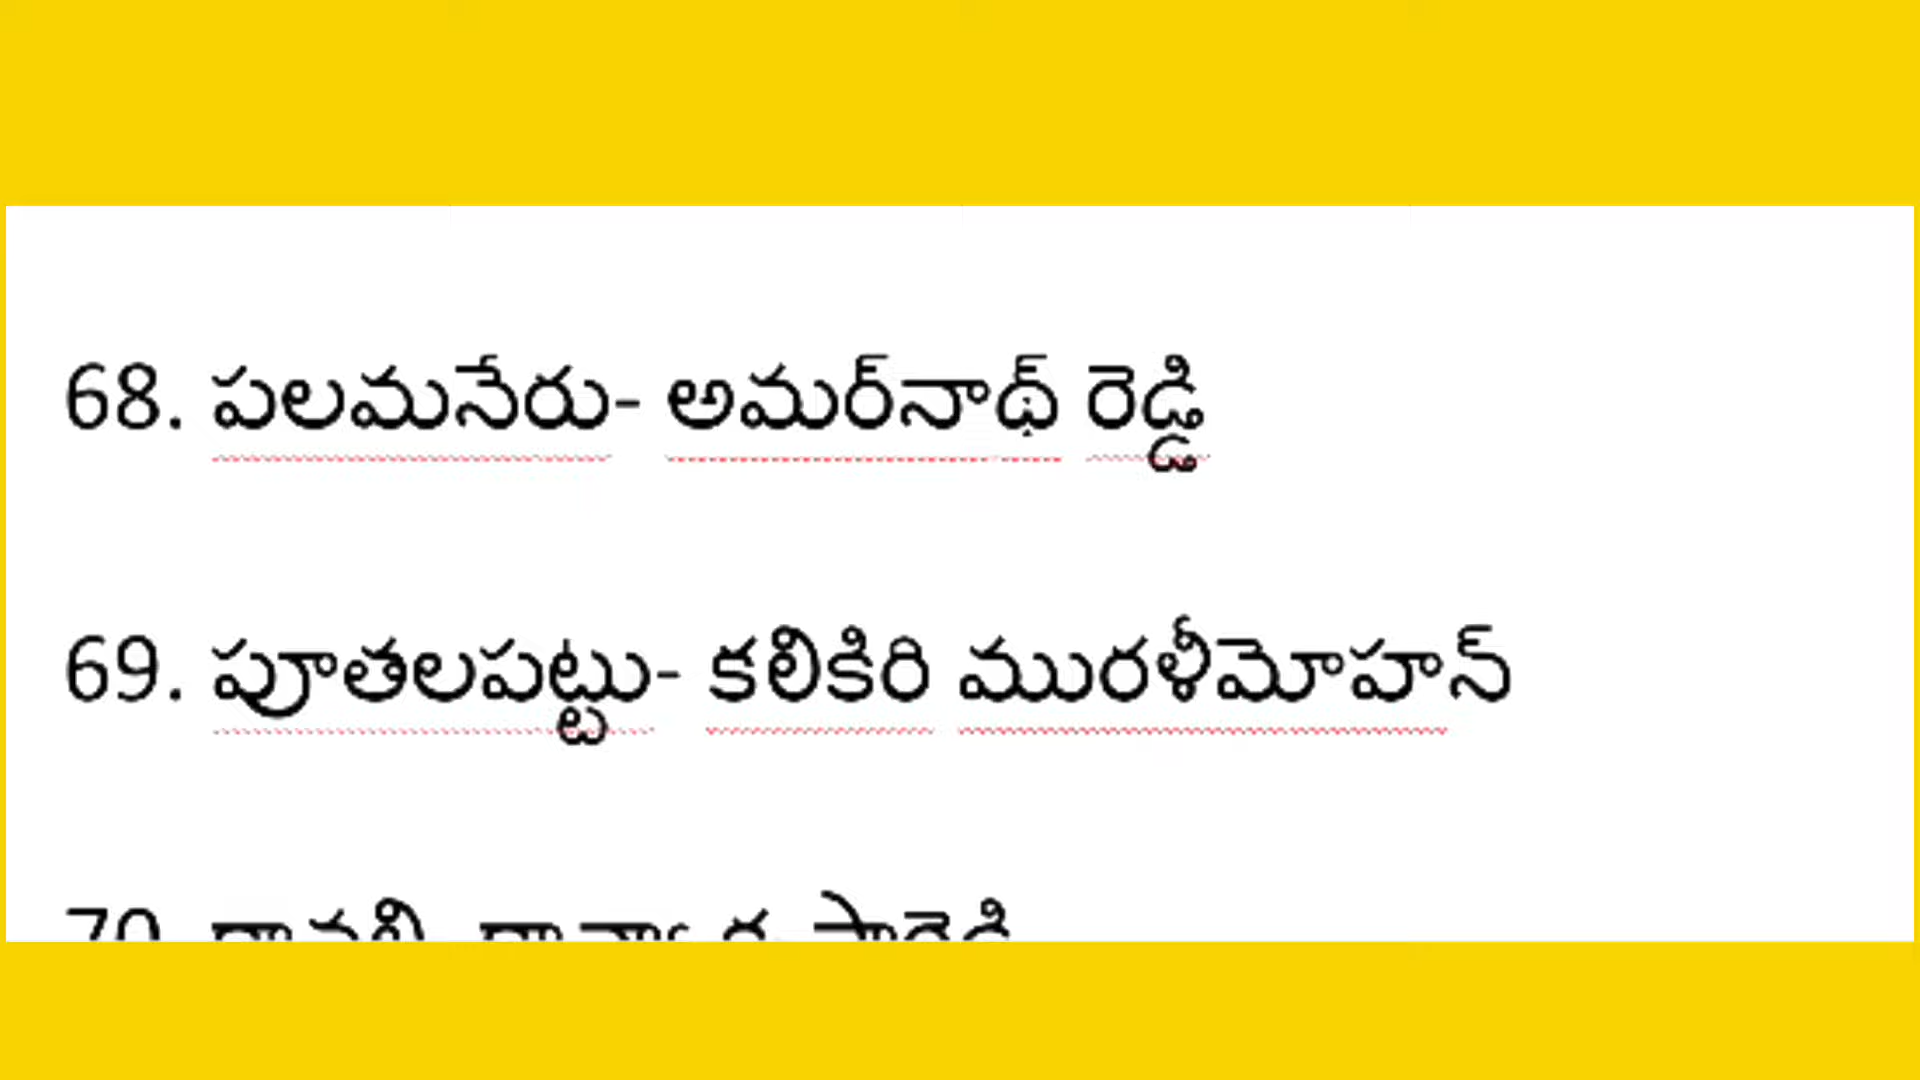 68. పలమనేరు- అమర్‌నాథ్ రెడ్డి
69. పూతలపట్టు- కలికిరి మురళీమోహన్